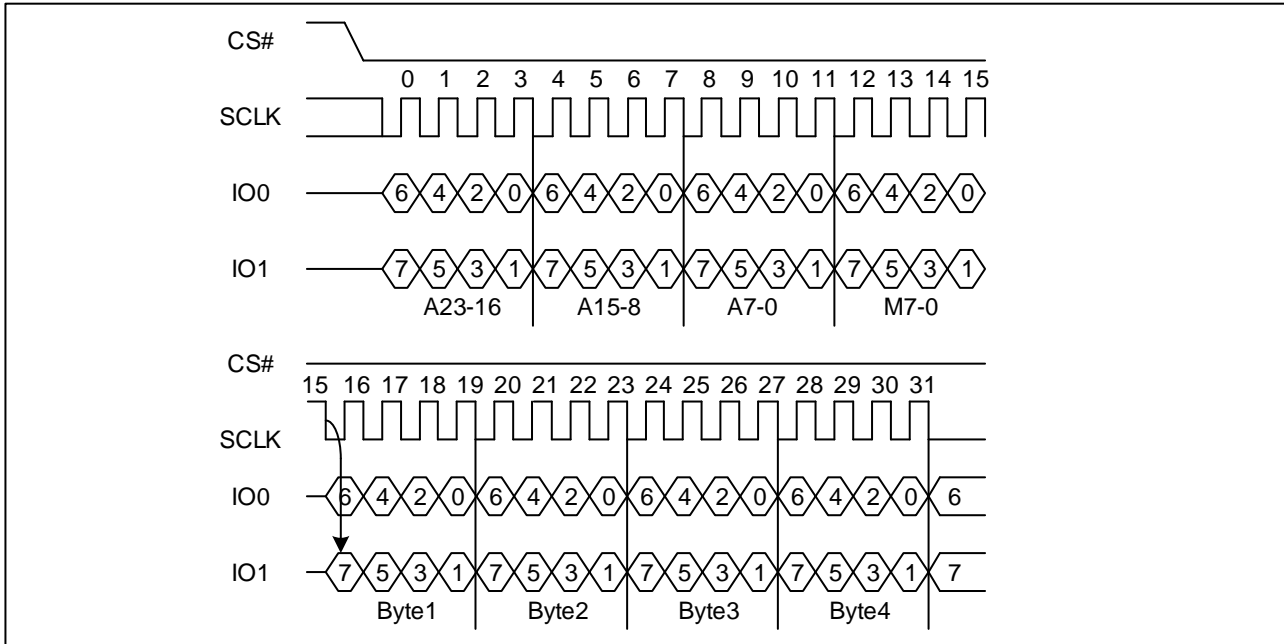 CS#
0 1 2 3 4 5 6 7 8 9 10 11 12 13 14 15
SCLK
IO0 6 4 2 0 6 4 2 0 6 4 2 0 6 4 2 0
IO1 7 5 3 1 7 5 3 1 7 5 3 1 7 5 3 1
A23-16 A15-8 A7-0 M7-0
CS#
15 16 17 18 19 20 21 22 23 24 25 26 27 28 29 30 31
SCLK
IO0 6 4 2 0 6 4 2 0 6 4 2 0 6 4 2 0 6
IO1 7 5 3 1 7 5 3 1 7 5 3 1 7 5 3 1 7
Byte1 Byte2 Byte3 Byte4